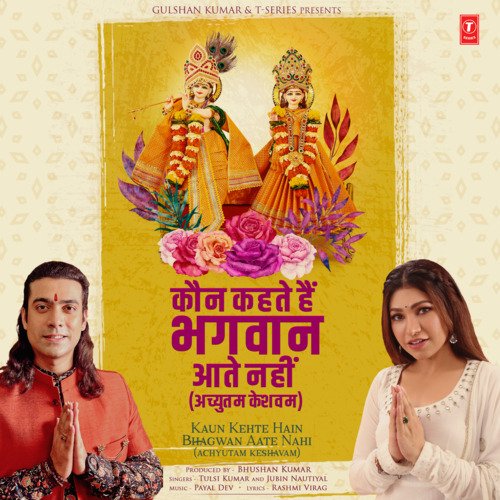 GULSHAN KUMAR & T-SERIES PRESENTS
T
T-SERIES
कौन कहते हैं
भगवान
आते नहीं
(अच्युतम केशवम)
KAUN KEHTE HAIN
BHAGWAN AATE NAHI
(ACHYUTAM KESHAVAM)
PRODUCED BY - BHUSHAN KUMAR
SINGERS - TULSI KUMAR AND JUBIN NAUTIYAL
MUSIC - PAYAL DEV • LYRICS - RASHMI VIRAG